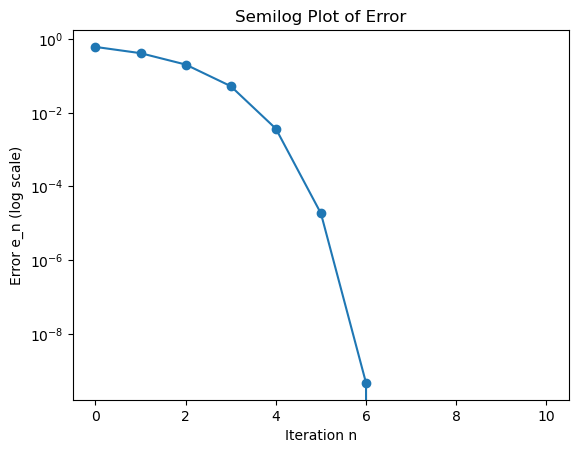 Semilog Plot of Error
Error e_n (log scale)
10⁰
10⁻²
10⁻⁴
10⁻⁶
10⁻⁸
0 2 4 6 8 10
Iteration n